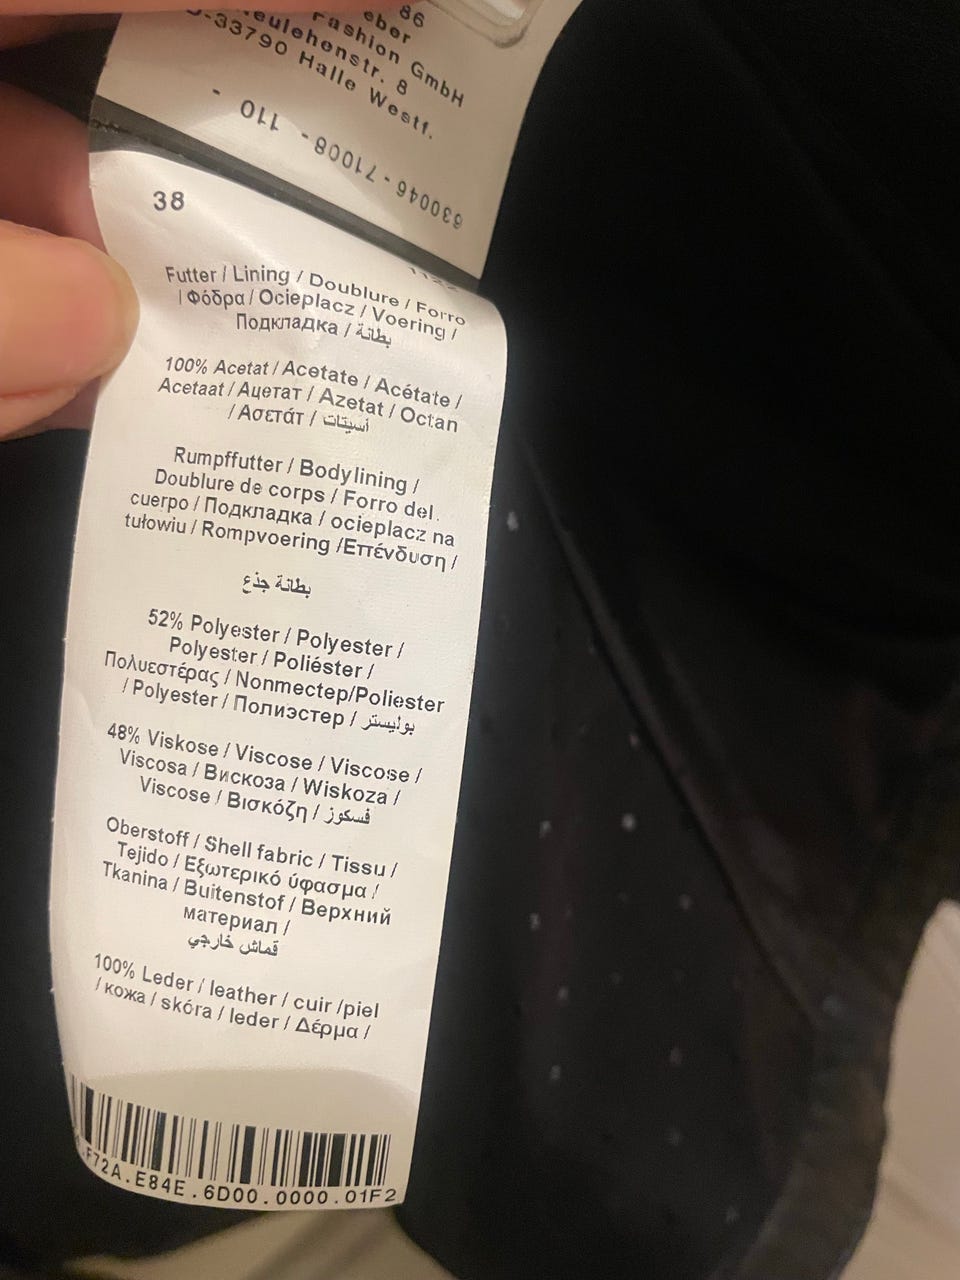 86
eber
Fashion GmbH
eulehenstr. 8
D-33790 Halle Westf.
630046-71008- 110 -
38
Futter / Lining / Doublure / Forro
/ Φόδρα / Ocieplacz / Voering /
Подкладка / بطانة
100% Acetat / Acetate / Acétate /
Acetaat / Ацетат / Azetat / Octan
/ Ασετάτ / أسيتات
Rumpffutter / Bodylining /
Doublure de corps / Forro del.
cuerpo / Подкладка / ocieplacz na
tułowiu / Rompvoering /Επένδυση /
بطانة جذع
52% Polyester / Polyester /
Polyester / Poliéster /
Πολυεστέρας / Nonmectep/Poliester
/ Polyester / Полиэстер / بوليستر
48% Viskose / Viscose / Viscose /
Viscosa / Вискоза / Wiskoza /
Viscose / Βισκόζη / فسكوز
Oberstoff / Shell fabric / Tissu /
Tejido / Εξωτερικό ύφασμα /
Tkanina / Buitenstof / Верхний
материал /
قماش خارجي
100% Leder / leather / cuir /piel
/ кожа / skóra / leder / Δέρμα /
F72A.E84E.6D00.0000.01F2